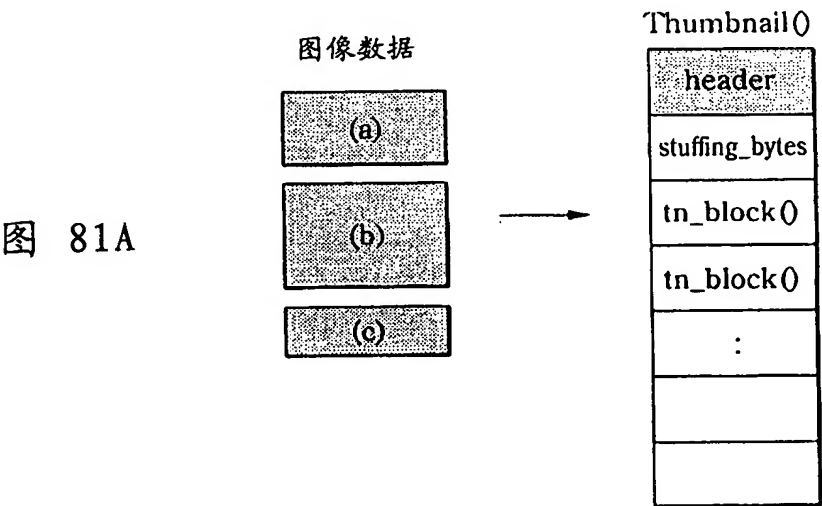 图 81A
图像数据
(a)
(b)
(c)
Thumbnail()
header
stuffing_bytes
tn_block()
tn_block()
: